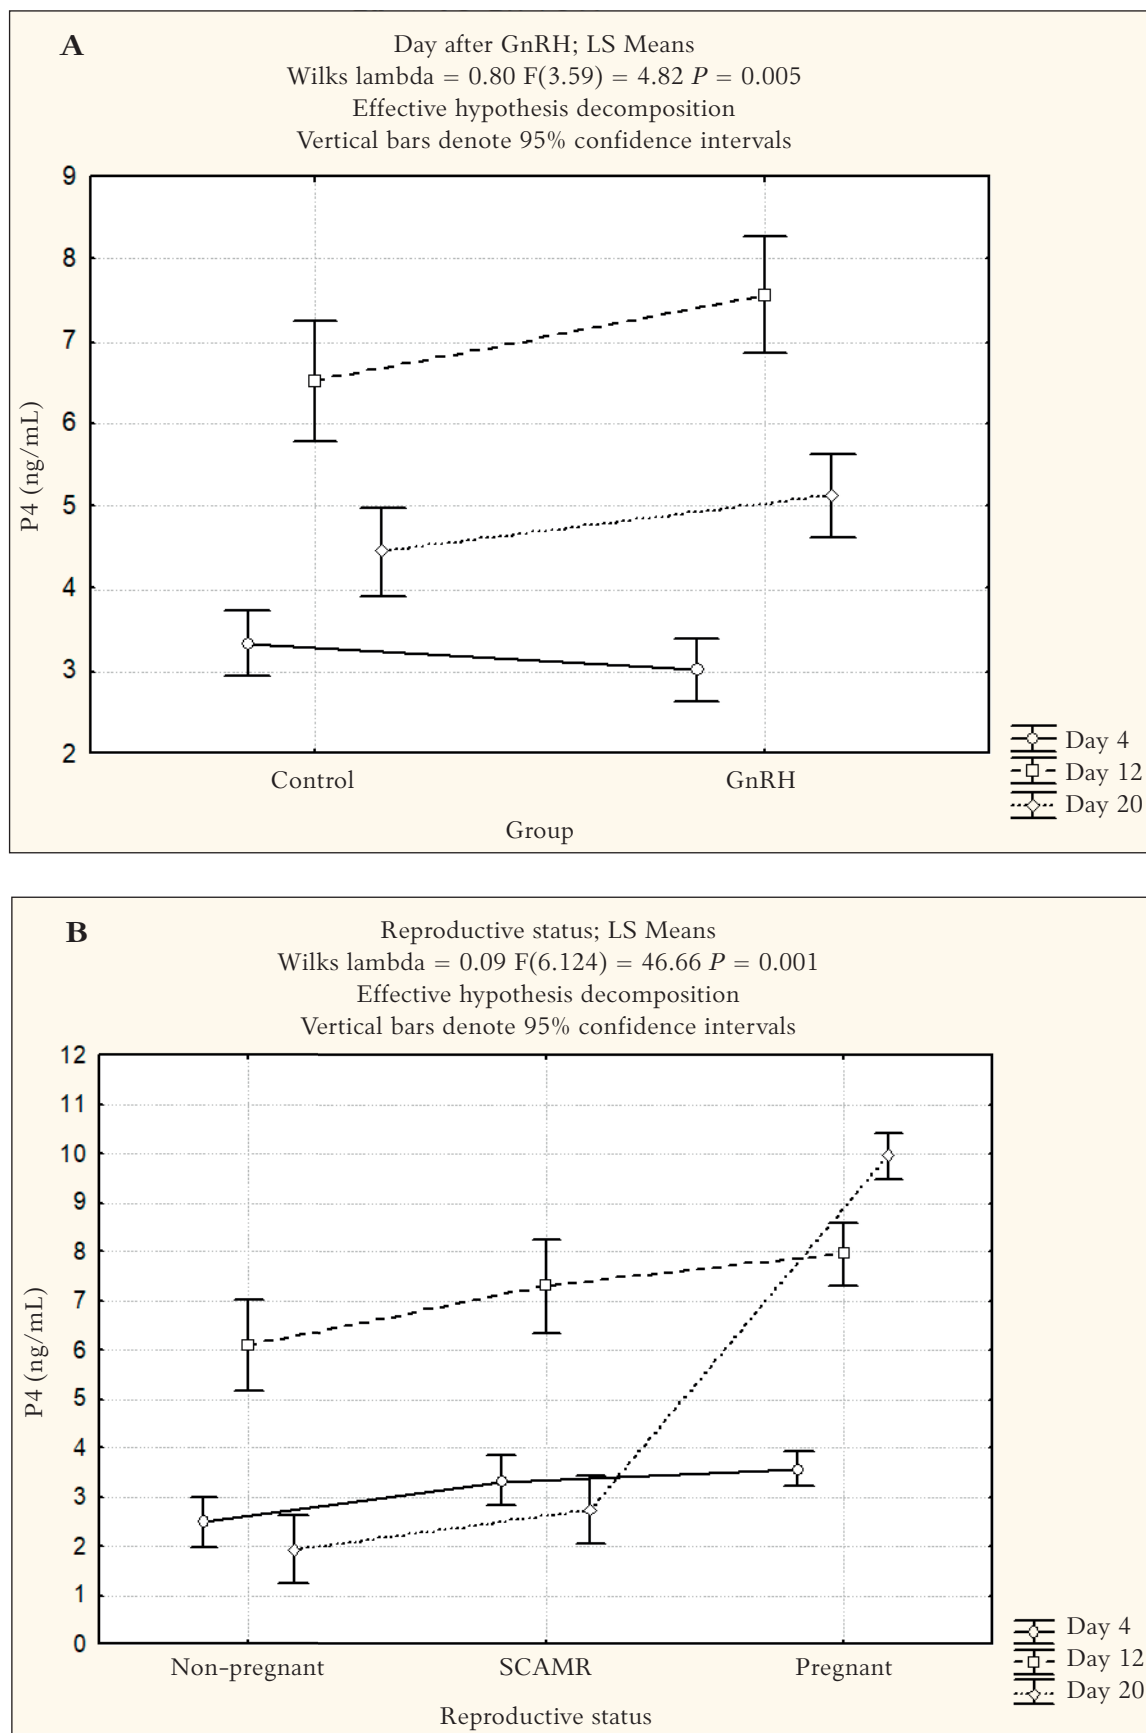 A
Day after GnRH; LS Means
Wilks lambda = 0.80 F(3.59) = 4.82 P = 0.005
Effective hypothesis decomposition
Vertical bars denote 95% confidence intervals
9
8
7
6
5
4
3
2
P4 (ng/mL)
Control
GnRH
Group
Day 4
Day 12
Day 20
B
Reproductive status; LS Means
Wilks lambda = 0.09 F(6.124) = 46.66 P = 0.001
Effective hypothesis decomposition
Vertical bars denote 95% confidence intervals
12
11
10
9
8
7
6
5
4
3
2
1
0
P4 (ng/mL)
Non-pregnant
SCAMR
Pregnant
Reproductive status
Day 4
Day 12
Day 20